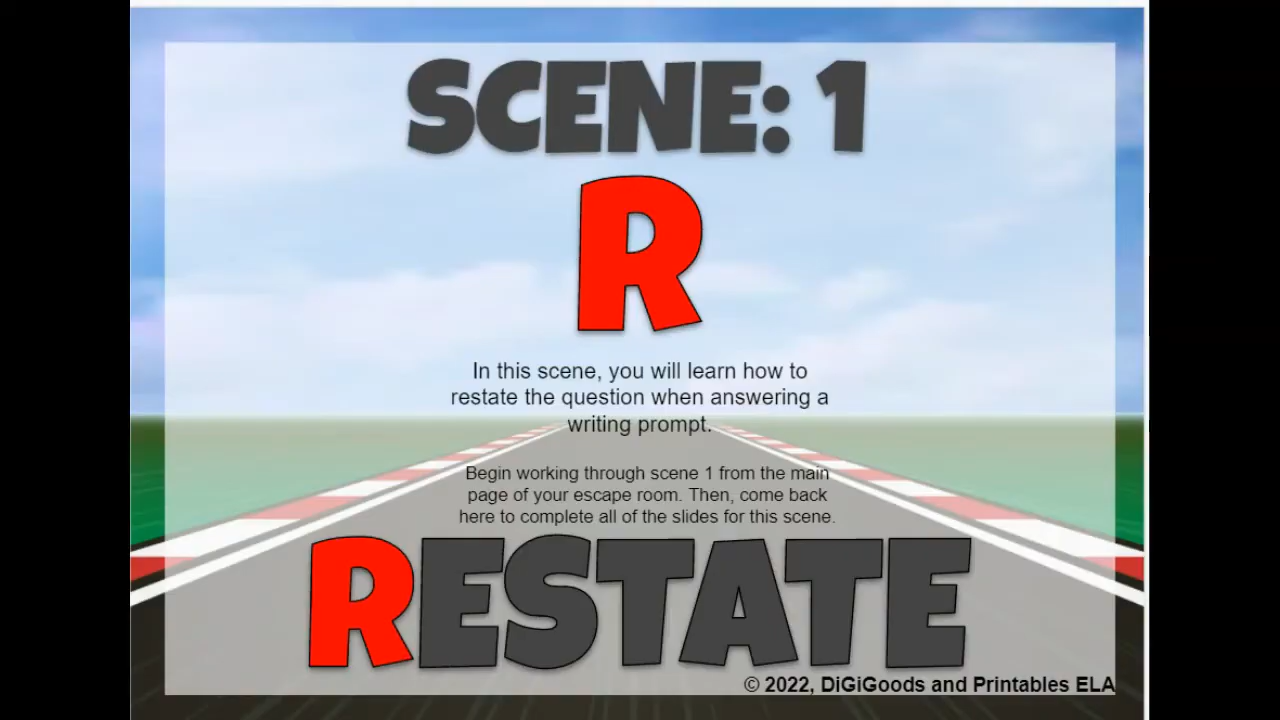 SCENE: 1
R
In this scene, you will learn how to
restate the question when answering a
writing prompt.
Begin working through scene 1 from the main
page of your escape room. Then, come back
here to complete all of the slides for this scene.
RESTATE
© 2022, DiGiGoods and Printables ELA